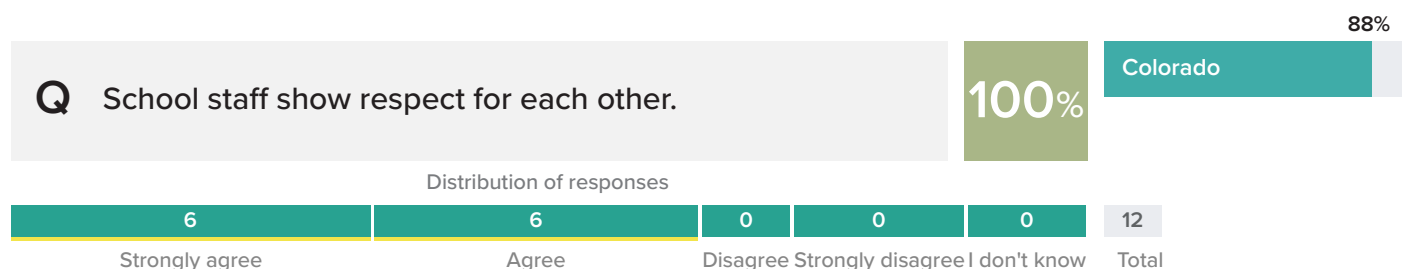 88%
Q School staff show respect for each other.
100%
Colorado
Distribution of responses
6 6 0 0 0 12
Strongly agree Agree Disagree Strongly disagree I don't know Total